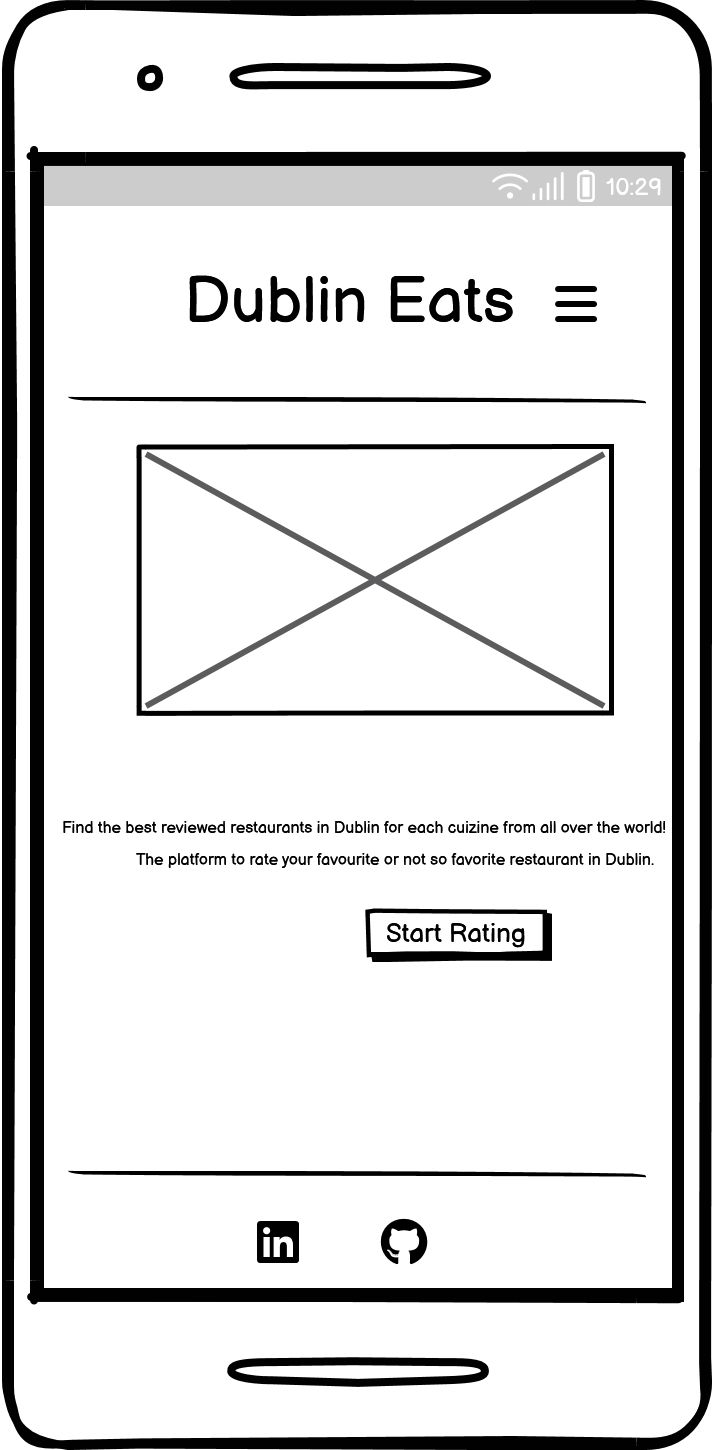 10:29
Dublin Eats
Find the best reviewed restaurants in Dublin for each cuizine from all over the world!
The platform to rate your favourite or not so favorite restaurant in Dublin.
Start Rating
in